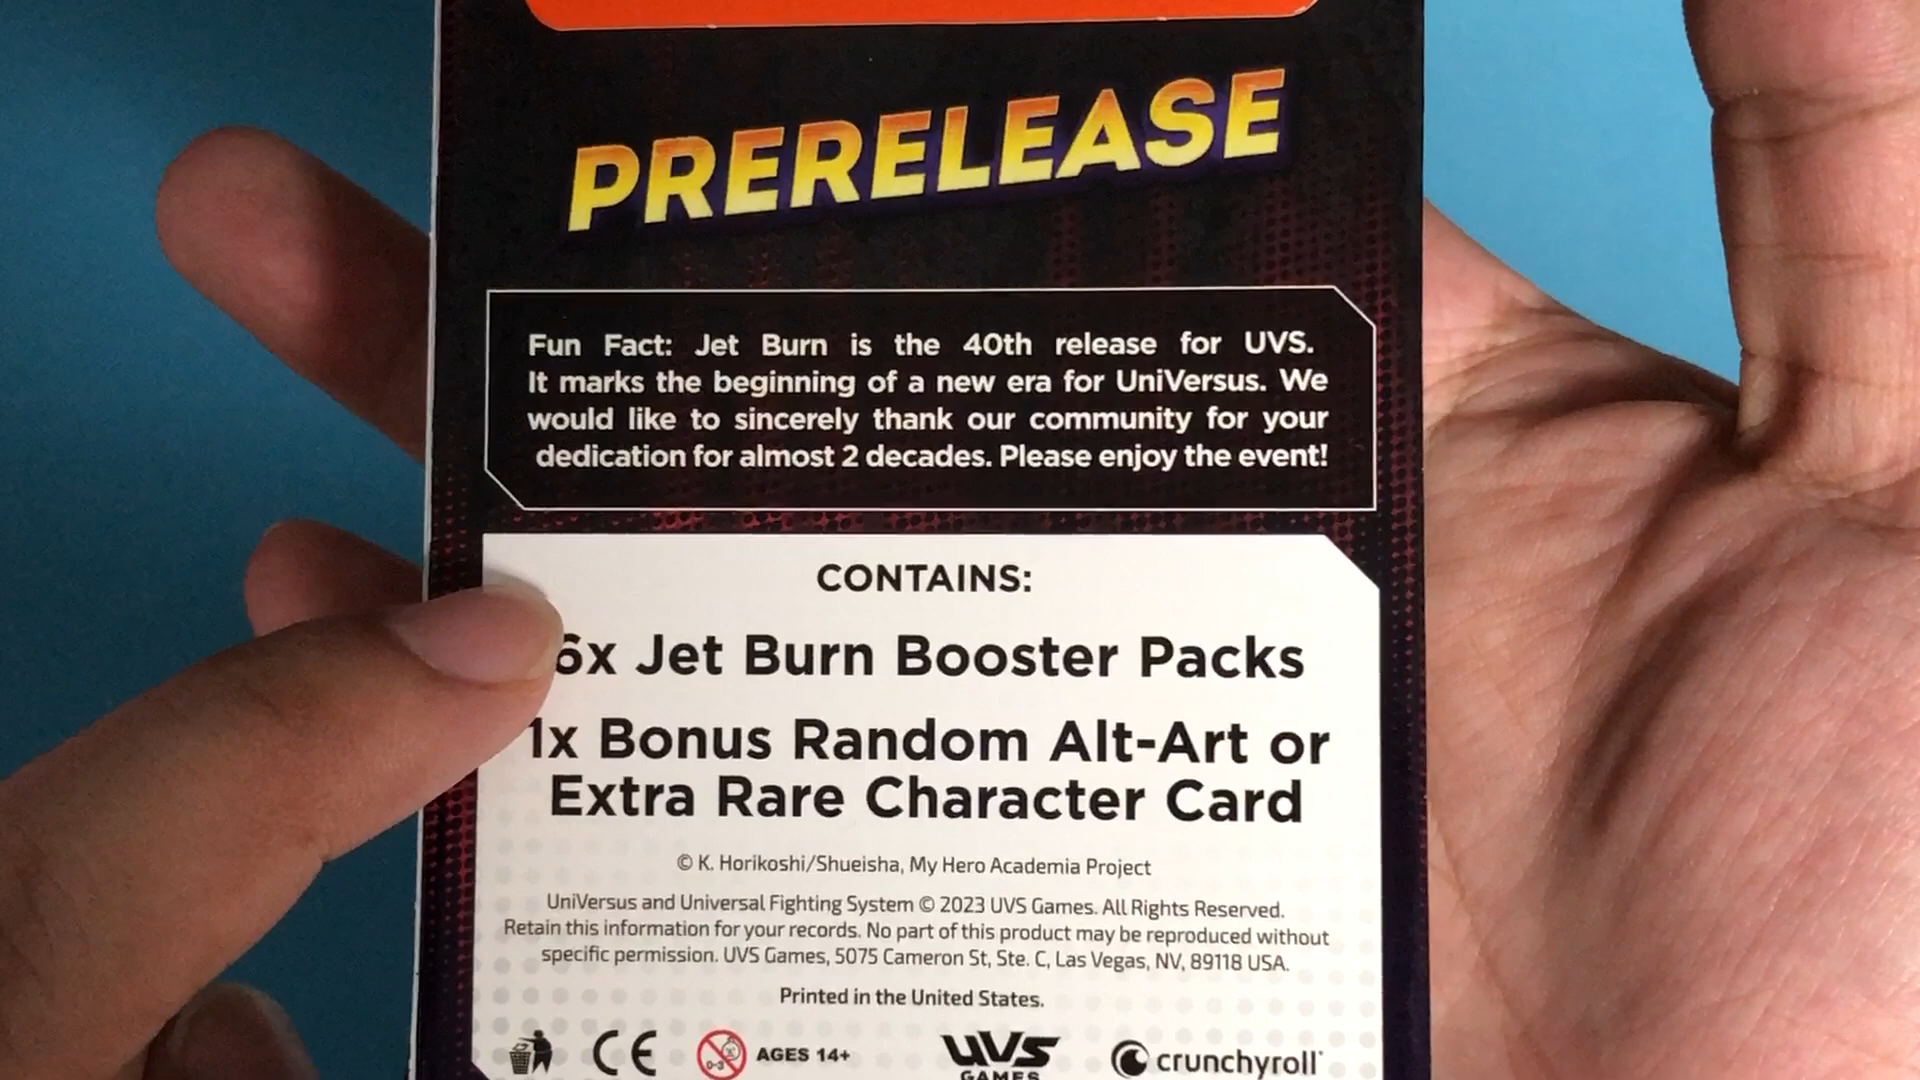 PRERELEASE
Fun Fact: Jet Burn is the 40th release for UVS.
It marks the beginning of a new era for UniVersus. We
would like to sincerely thank our community for your
dedication for almost 2 decades. Please enjoy the event!
CONTAINS:
6x Jet Burn Booster Packs
1x Bonus Random Alt-Art or
Extra Rare Character Card
© K. Horikoshi/Shueisha, My Hero Academia Project
UniVersus and Universal Fighting System © 2023 UVS Games. All Rights Reserved.
Retain this information for your records. No part of this product may be reproduced without
specific permission. UVS Games, 5075 Cameron St, Ste. C, Las Vegas, NV, 89118 USA.
Printed in the United States.
CE 0-3 AGES 14+ UVS GAMES crunchyroll